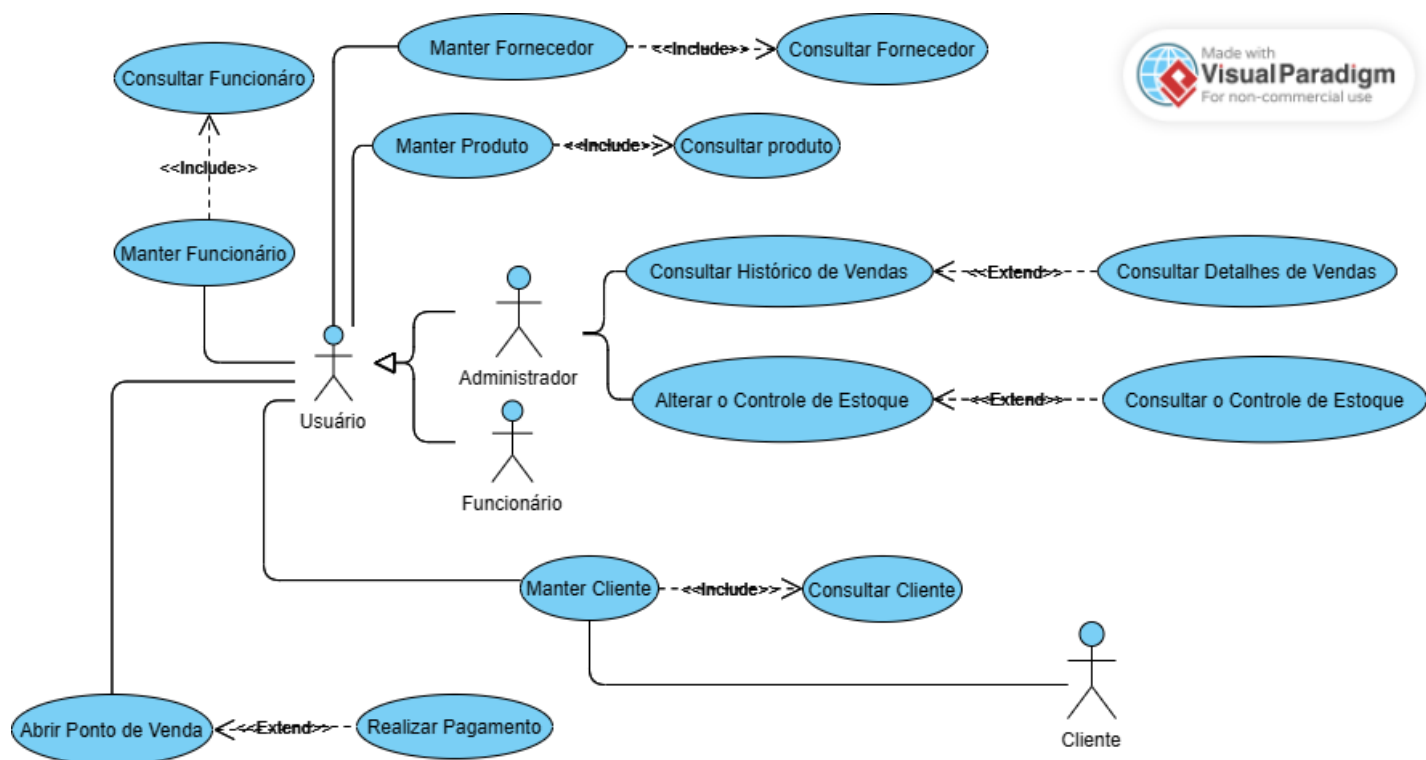 Manter Fornecedor
<<Include>>
Consultar Fornecedor
Made with
VisualParadigm
For non-commercial use
Consultar Funcionáro
<<Include>>
Manter Funcionário
Manter Produto
<<Include>>
Consultar produto
Consultar Histórico de Vendas
<<Extend>>
Consultar Detalhes de Vendas
Administrador
Alterar o Controle de Estoque
<<Extend>>
Consultar o Controle de Estoque
Usuário
Funcionário
Manter Cliente
<<Include>>
Consultar Cliente
Abrir Ponto de Venda
<<Extend>>
Realizar Pagamento
Cliente